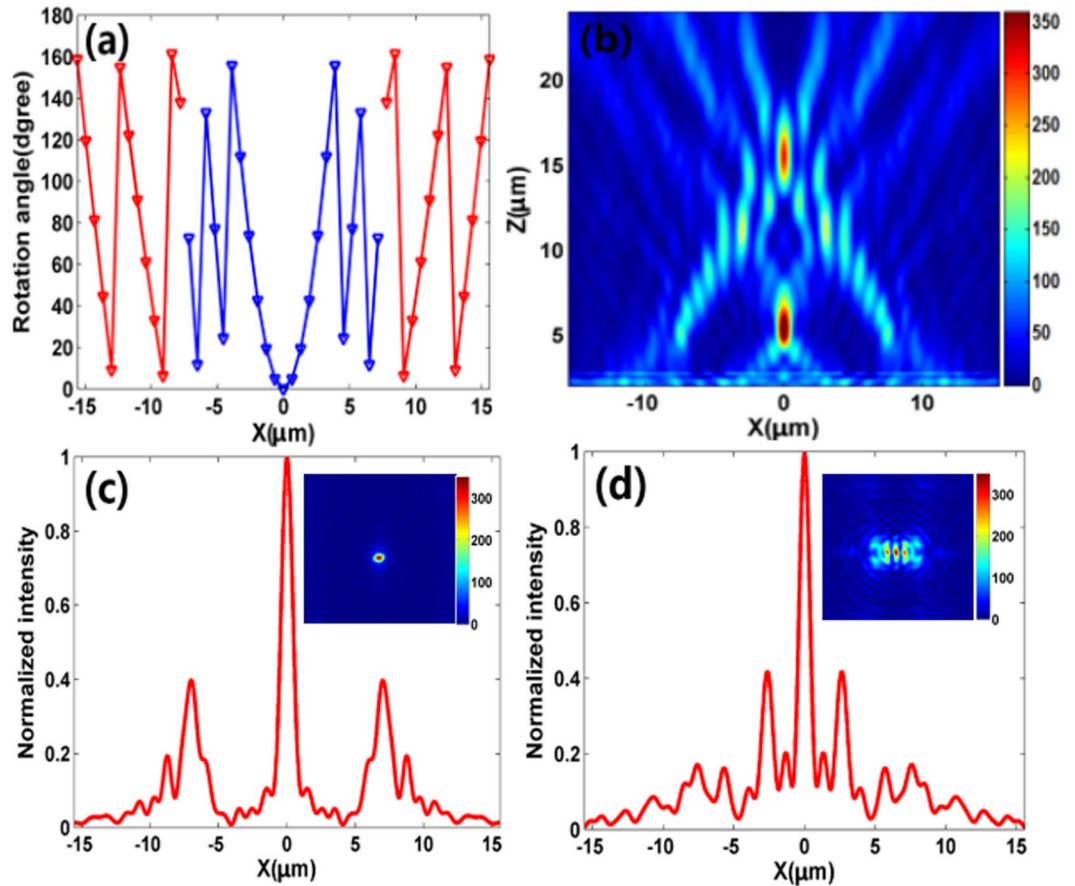 (a)
Rotation angle(dgree)
180
160
140
120
100
80
60
40
20
0
-15 -10 -5 0 5 10 15
X(μm)
(b)
Z(μm)
20
15
10
5
-10 0 10
X(μm)
350
300
250
200
150
100
50
0
(c)
Normalized intensity
1
0.8
0.6
0.4
0.2
0
-15 -10 -5 0 5 10 15
X(μm)
300
200
100
0
(d)
Normalized intensity
1
0.8
0.6
0.4
0.2
0
-15 -10 -5 0 5 10 15
X(μm)
300
200
100
0